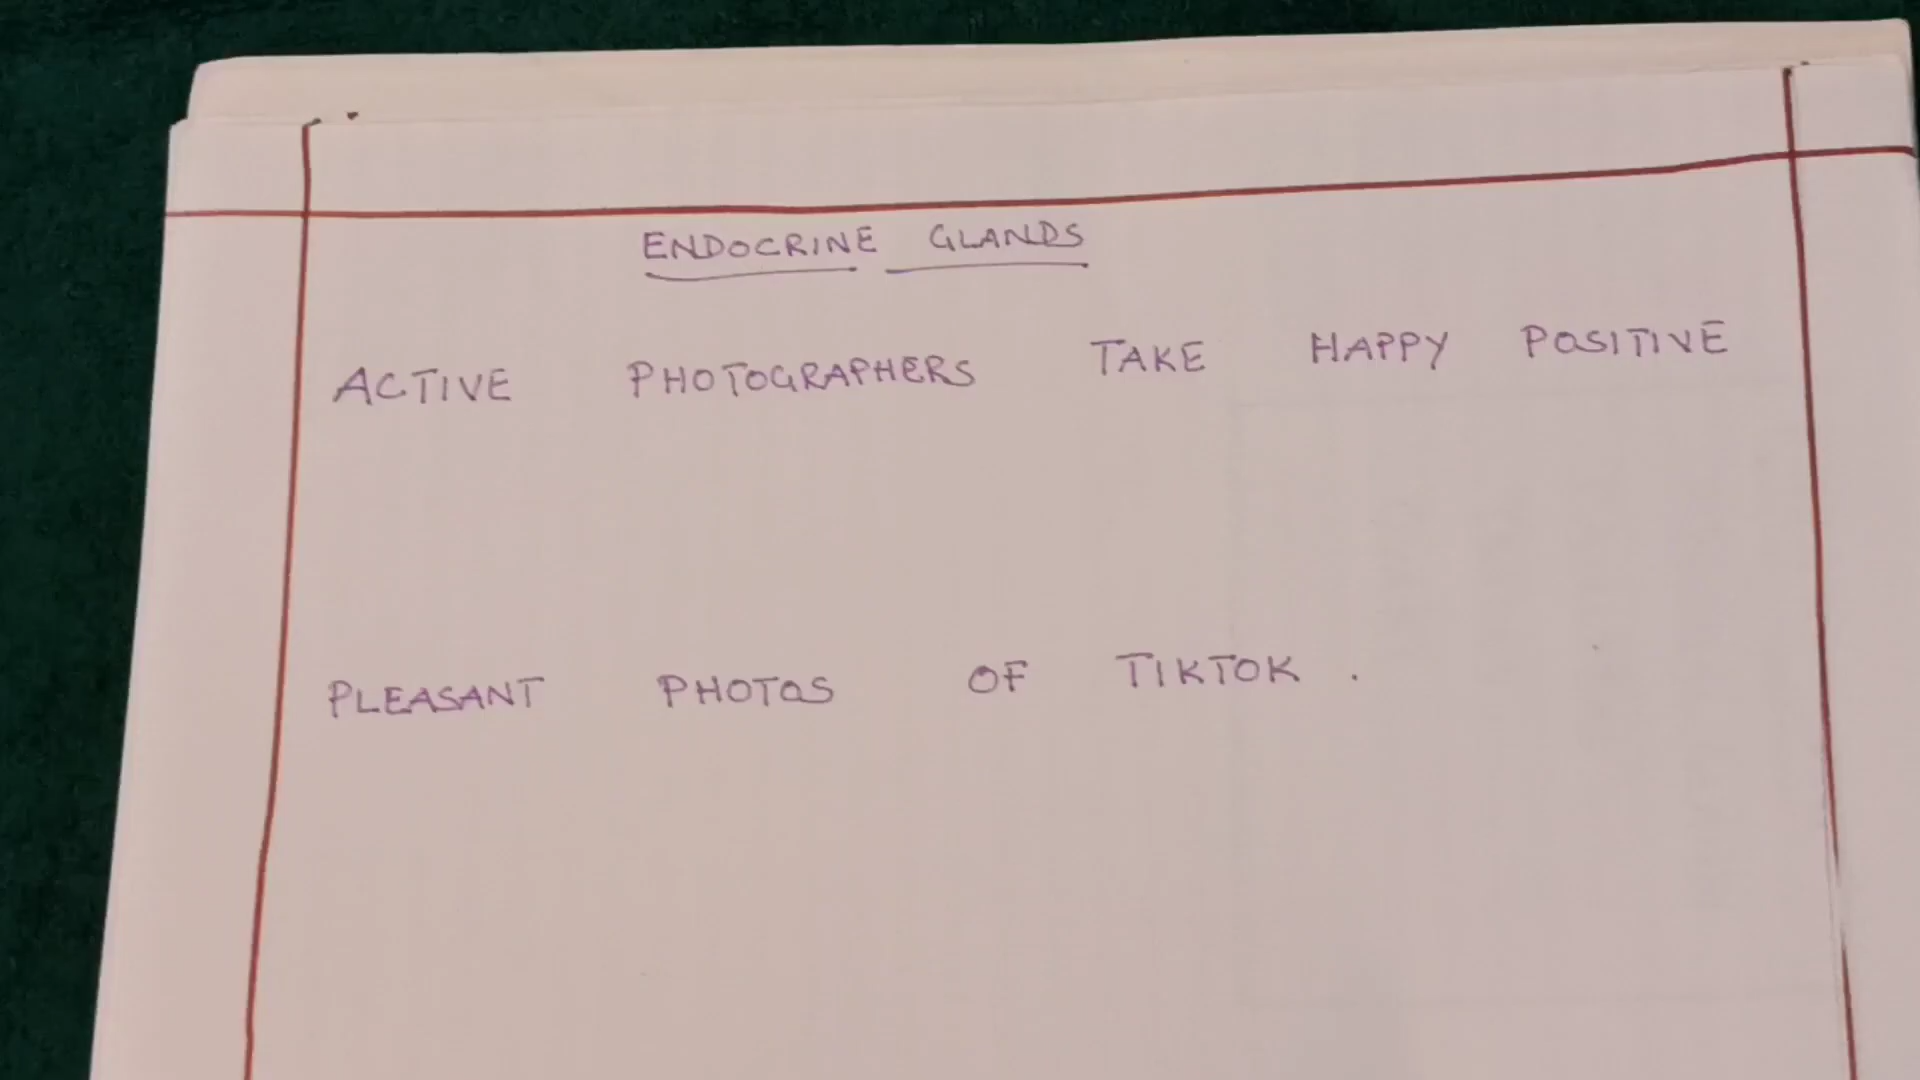 ENDOCRINE GLANDS
ACTIVE PHOTOGRAPHERS TAKE HAPPY POSITIVE
PLEASANT PHOTOS OF TIKTOK .